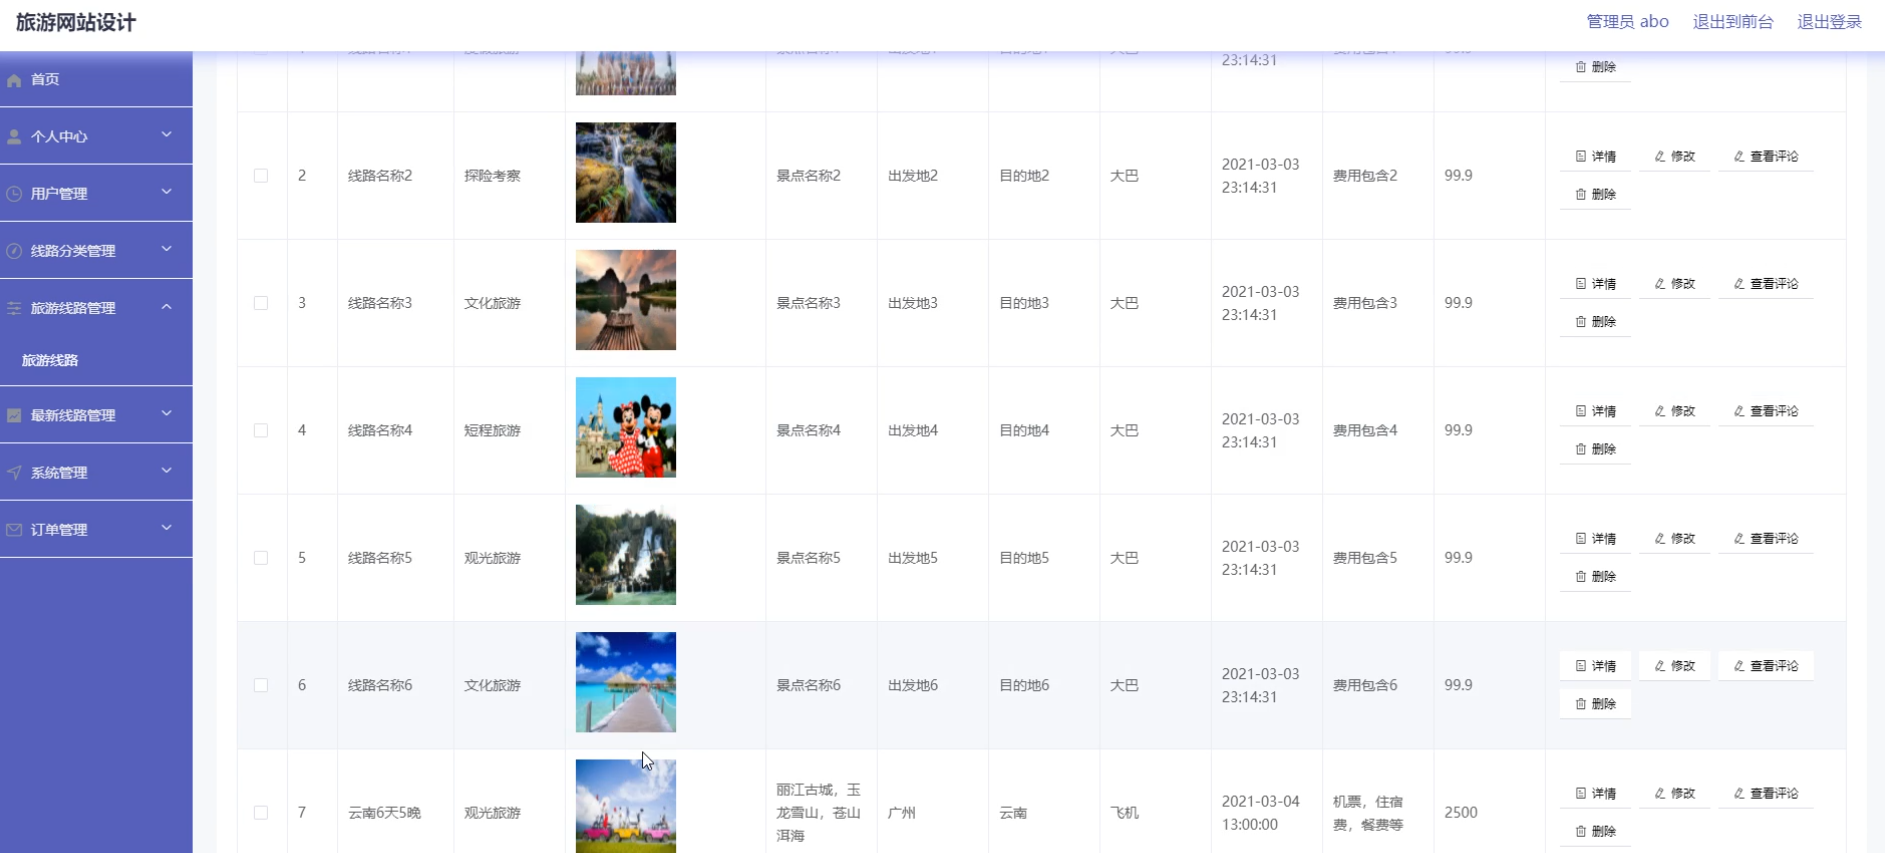 旅游网站设计
管理员 abo
退出到前台
退出登录
首页
个人中心
用户管理
线路分类管理
旅游线路管理
旅游线路
最新线路管理
系统管理
订单管理
23:14:31
删除
2
线路名称2
探险考察
景点名称2
出发地2
目的地2
大巴
2021-03-03
23:14:31
费用包含2
99.9
详情
修改
查看评论
删除
3
线路名称3
文化旅游
景点名称3
出发地3
目的地3
大巴
2021-03-03
23:14:31
费用包含3
99.9
详情
修改
查看评论
删除
4
线路名称4
短程旅游
景点名称4
出发地4
目的地4
大巴
2021-03-03
23:14:31
费用包含4
99.9
详情
修改
查看评论
删除
5
线路名称5
观光旅游
景点名称5
出发地5
目的地5
大巴
2021-03-03
23:14:31
费用包含5
99.9
详情
修改
查看评论
删除
6
线路名称6
文化旅游
景点名称6
出发地6
目的地6
大巴
2021-03-03
23:14:31
费用包含6
99.9
详情
修改
查看评论
删除
7
云南6天5晚
观光旅游
丽江古城，玉
龙雪山，苍山
洱海
广州
云南
飞机
2021-03-04
13:00:00
机票，住宿
费，餐费等
2500
详情
修改
查看评论
删除